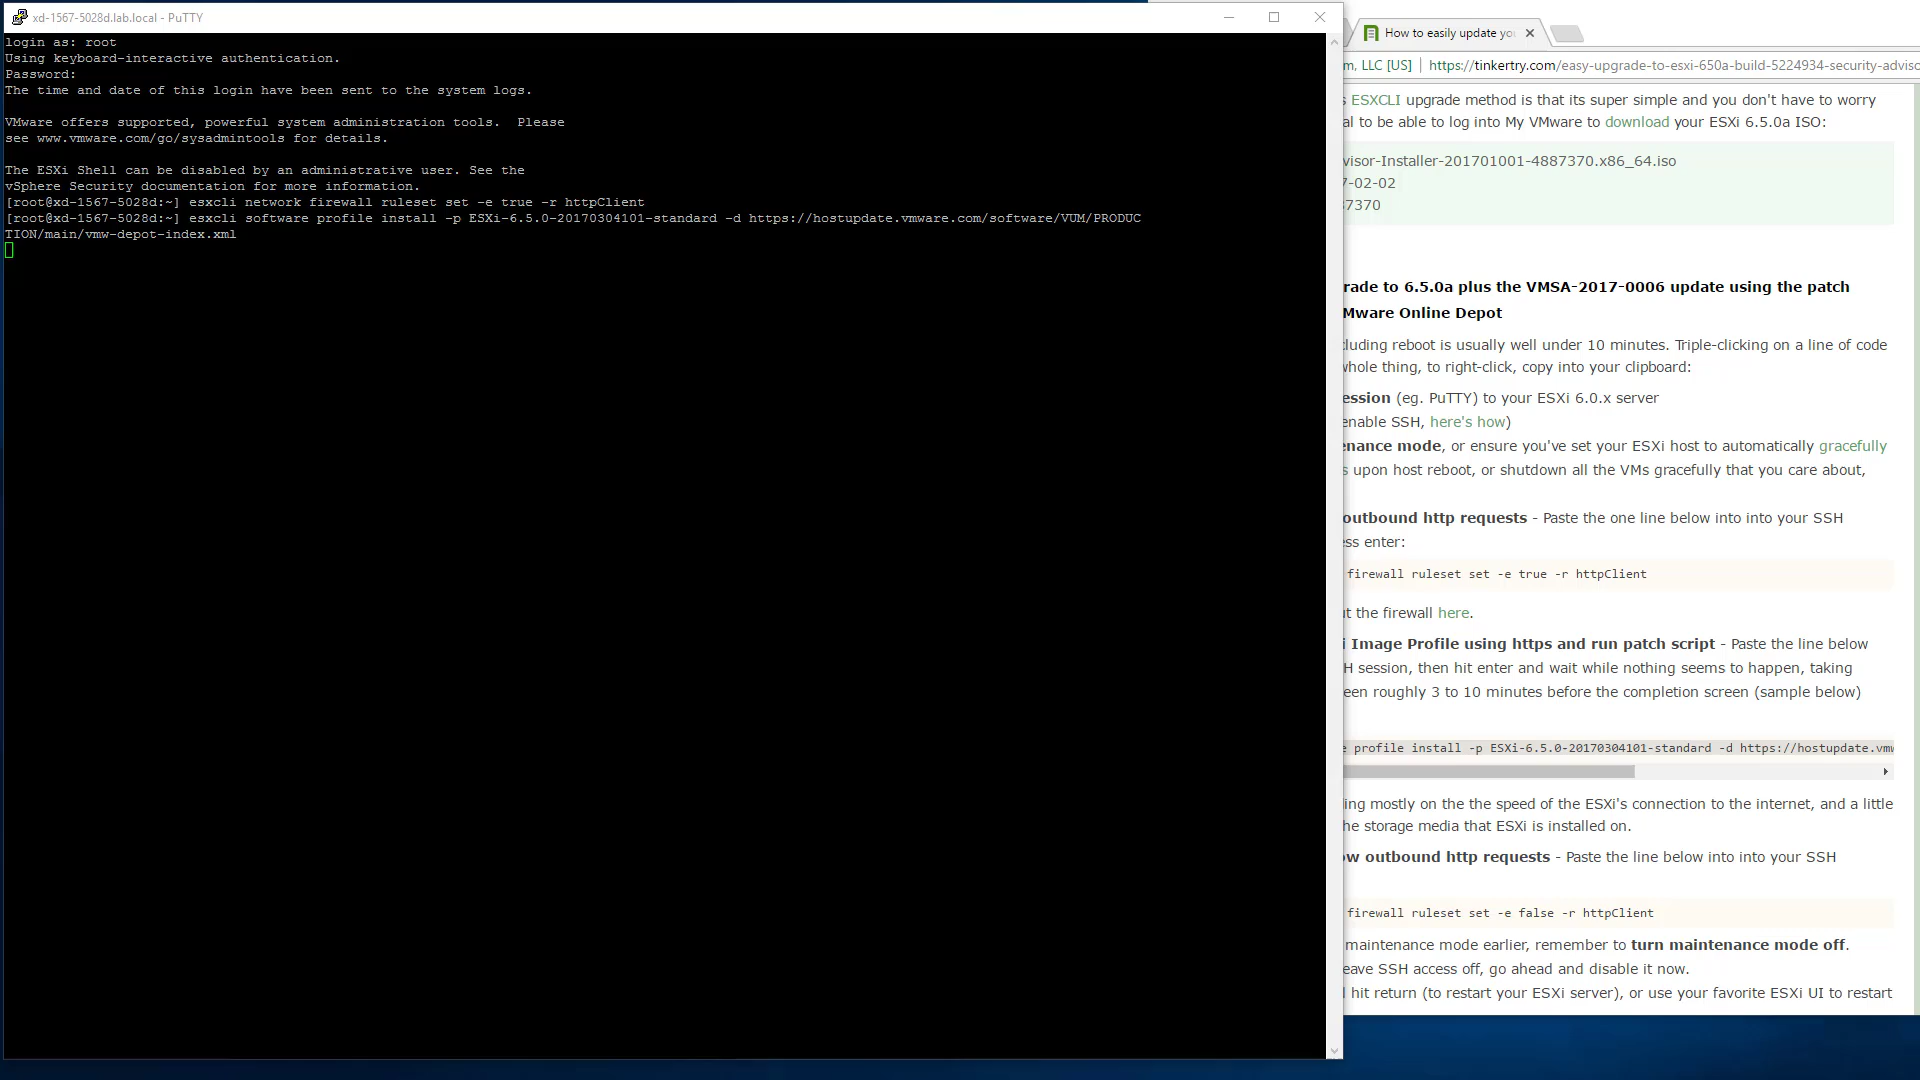 xd-1567-5028d.lab.local - PuTTY
login as: root
Using keyboard-interactive authentication.
Password:
The time and date of this login have been sent to the system logs.
VMware offers supported, powerful system administration tools.  Please
see www.vmware.com/go/sysadmintools for details.
The ESXi Shell can be disabled by an administrative user. See the
vSphere Security documentation for more information.
[root@xd-1567-5028d:~] esxcli network firewall ruleset set -e true -r httpClient
[root@xd-1567-5028d:~] esxcli software profile install -p ESXi-6.5.0-20170304101-standard -d https://hostupdate.vmware.com/software/VUM/PRODUC
TION/main/vmw-depot-index.xml
How to easily update yo
m, LLC [US] | https://tinkertry.com/easy-upgrade-to-esxi-650a-build-5224934-security-adviso
s ESXCLI upgrade method is that its super simple and you don't have to worry
al to be able to log into My VMware to download your ESXi 6.5.0a ISO:
visor-Installer-201701001-4887370.x86_64.iso
7-02-02
37370
rade to 6.5.0a plus the VMSA-2017-0006 update using the patch
Mware Online Depot
cluding reboot is usually well under 10 minutes. Triple-clicking on a line of code
whole thing, to right-click, copy into your clipboard:
ession (eg. PuTTY) to your ESXi 6.0.x server
enable SSH, here's how)
enance mode, or ensure you've set your ESXi host to automatically gracefully
s upon host reboot, or shutdown all the VMs gracefully that you care about,
outbound http requests - Paste the one line below into into your SSH
ess enter:
firewall ruleset set -e true -r httpClient
ut the firewall here.
i Image Profile using https and run patch script - Paste the line below
H session, then hit enter and wait while nothing seems to happen, taking
een roughly 3 to 10 minutes before the completion screen (sample below)
e profile install -p ESXi-6.5.0-20170304101-standard -d https://hostupdate.vmw
ing mostly on the the speed of the ESXi's connection to the internet, and a little
he storage media that ESXi is installed on.
ow outbound http requests - Paste the line below into into your SSH
firewall ruleset set -e false -r httpClient
maintenance mode earlier, remember to turn maintenance mode off.
eave SSH access off, go ahead and disable it now.
hit return (to restart your ESXi server), or use your favorite ESXi UI to restart